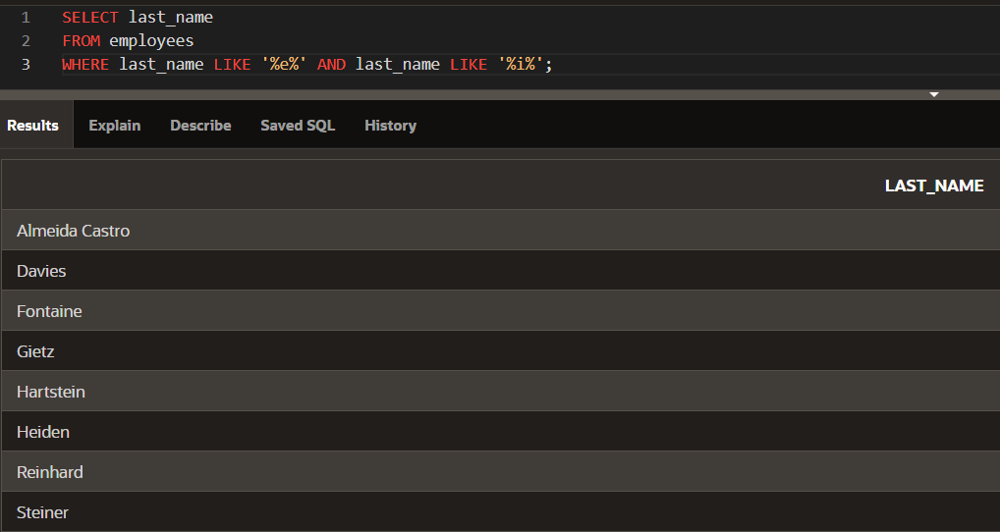 1 SELECT last_name
2 FROM employees
3 WHERE last_name LIKE '%e%' AND last_name LIKE '%i%';
Results Explain Describe Saved SQL History
LAST_NAME
Almeida Castro
Davies
Fontaine
Gietz
Hartstein
Heiden
Reinhard
Steiner